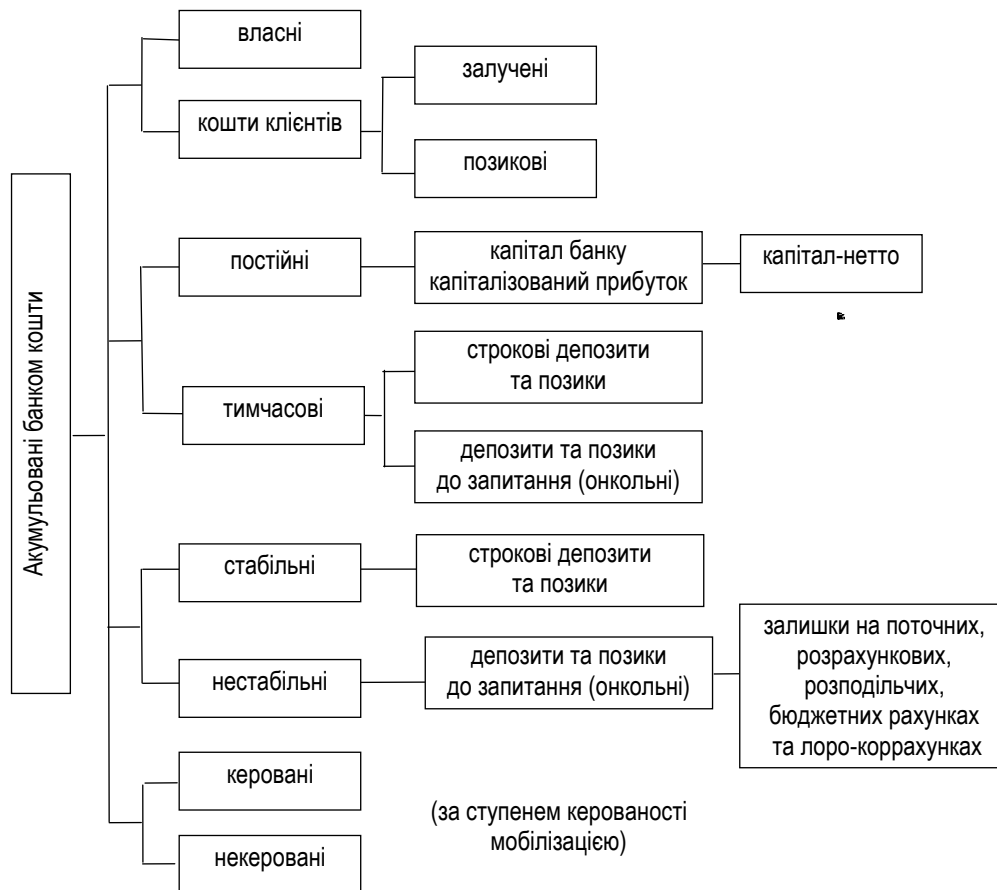 Акумульовані банком кошти
власні
кошти клієнтів
залучені
позикові
постійні
капітал банку
капіталізований прибуток
капітал-нетто
тимчасові
строкові депозити
та позики
депозити та позики
до запитання (онкольні)
стабільні
строкові депозити
та позики
нестабільні
депозити та позики
до запитання (онкольні)
залишки на поточних,
розрахункових,
розподільчих,
бюджетних рахунках
та лоро-коррахунках
керовані
некеровані
(за ступенем керованості
мобілізацією)